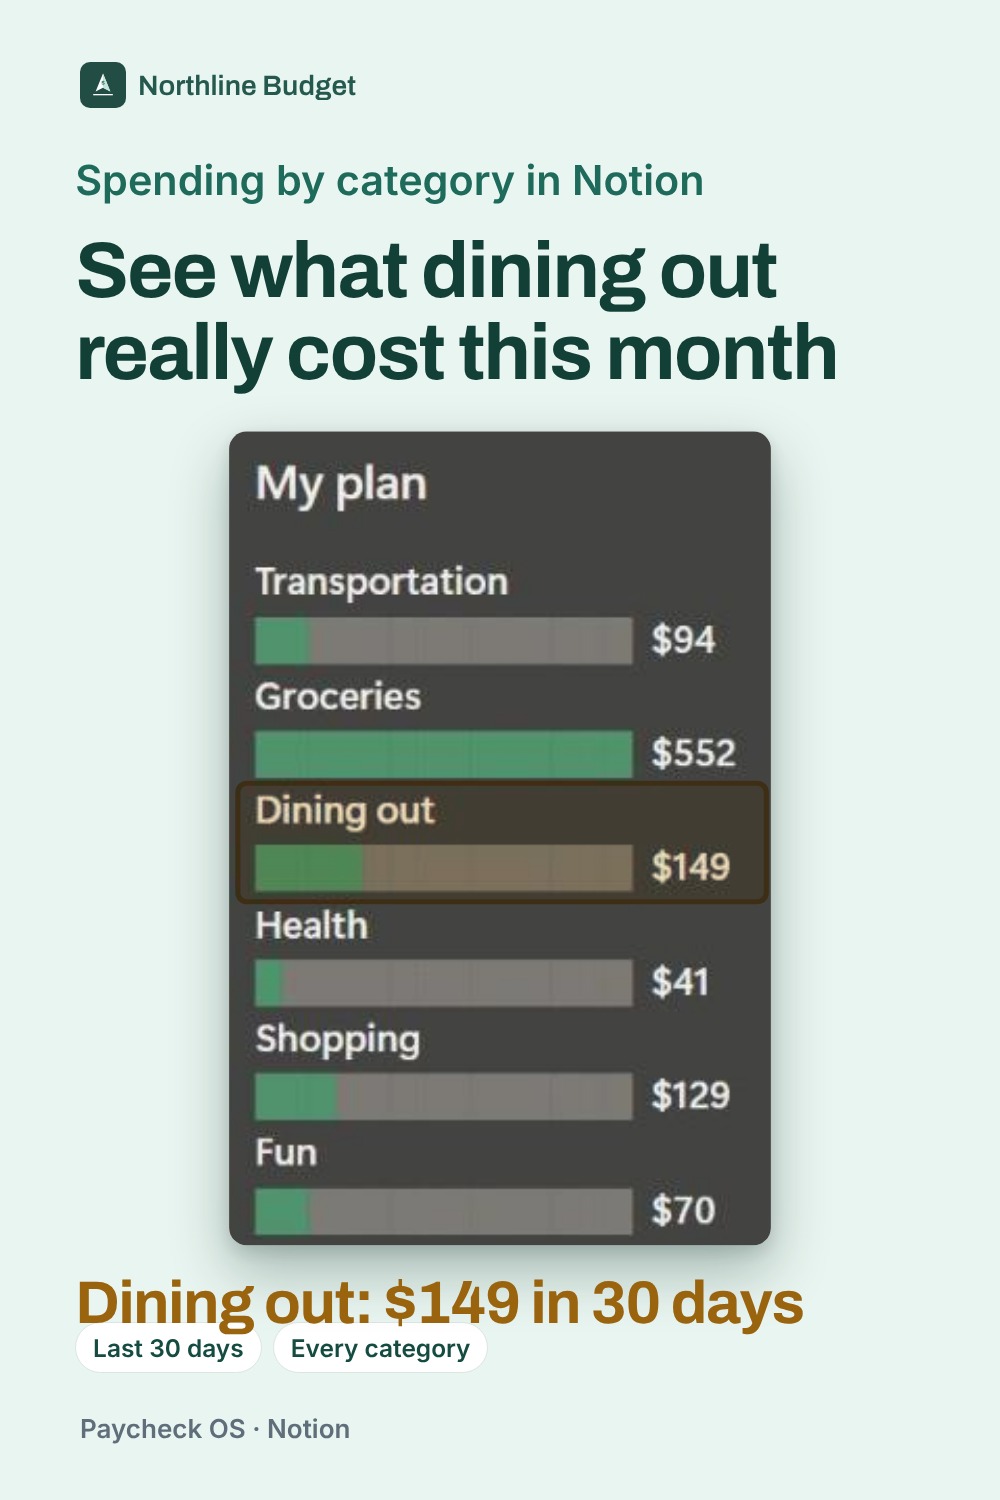 Northline Budget
Spending by category in Notion
See what dining out
really cost this month
My plan
Transportation
$94
Groceries
$552
Dining out
$149
Health
$41
Shopping
$129
Fun
$70
Dining out: $149 in 30 days
Last 30 days
Every category
Paycheck OS · Notion